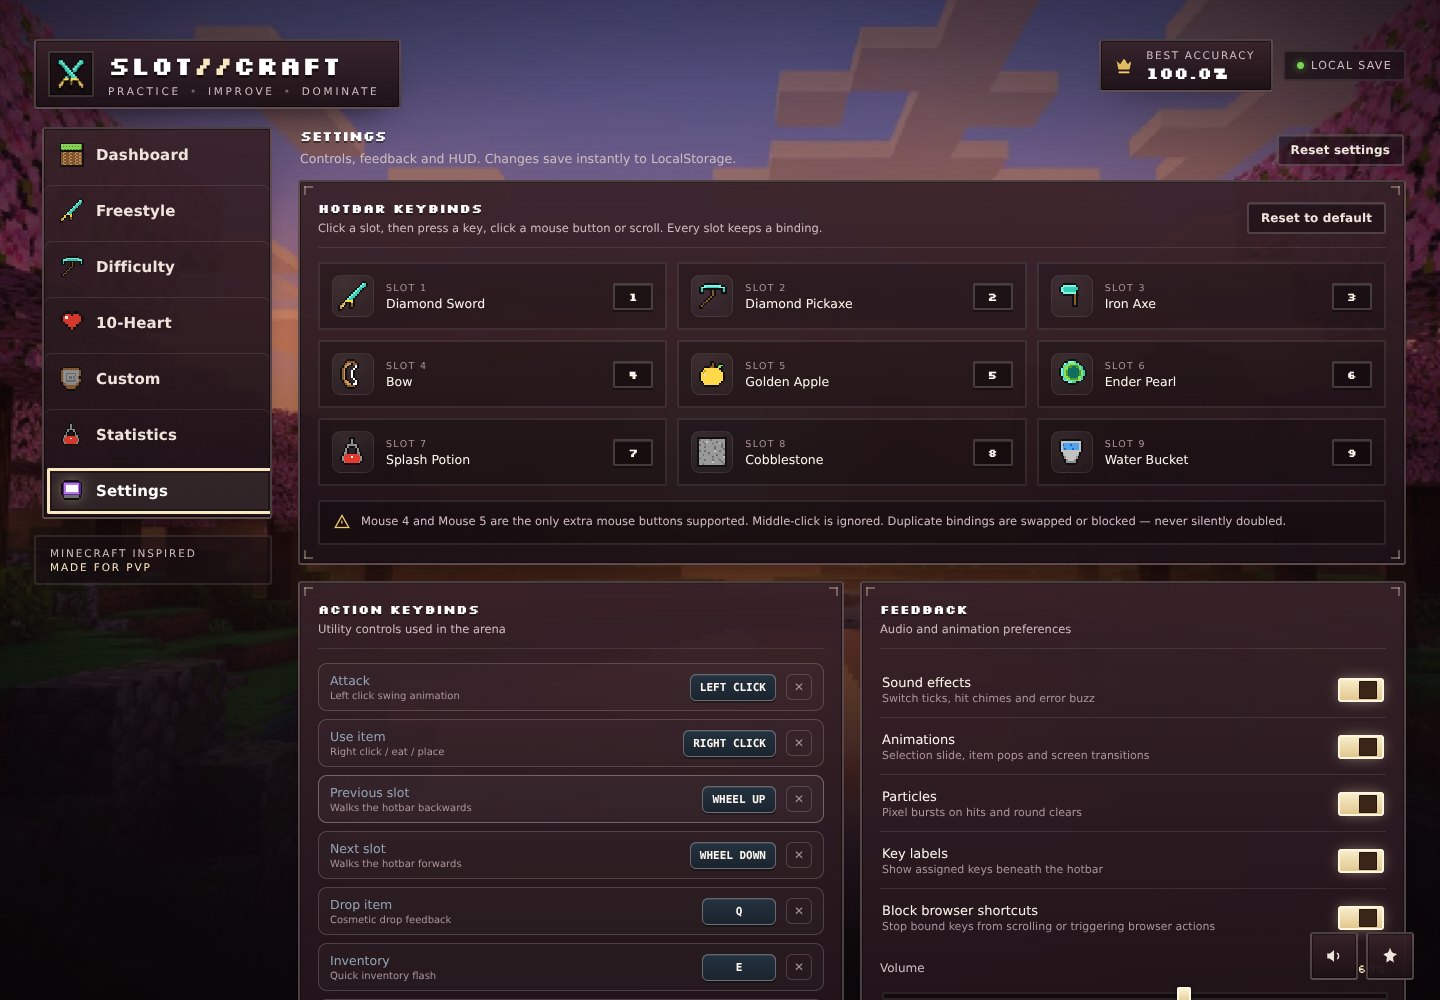 SLOT//CRAFT
PRACTICE • IMPROVE • DOMINATE
BEST ACCURACY
100.0%
LOCAL SAVE
Dashboard
Freestyle
Difficulty
10-Heart
Custom
Statistics
Settings
MINECRAFT INSPIRED
MADE FOR PVP
SETTINGS
Controls, feedback and HUD. Changes save instantly to LocalStorage.
Reset settings
HOTBAR KEYBINDS
Click a slot, then press a key, click a mouse button or scroll. Every slot keeps a binding.
Reset to default
SLOT 1
Diamond Sword
1
SLOT 2
Diamond Pickaxe
2
SLOT 3
Iron Axe
3
SLOT 4
Bow
4
SLOT 5
Golden Apple
5
SLOT 6
Ender Pearl
6
SLOT 7
Splash Potion
7
SLOT 8
Cobblestone
8
SLOT 9
Water Bucket
9
Mouse 4 and Mouse 5 are the only extra mouse buttons supported. Middle-click is ignored. Duplicate bindings are swapped or blocked — never silently doubled.
ACTION KEYBINDS
Utility controls used in the arena
Attack
Left click swing animation
LEFT CLICK
Use item
Right click / eat / place
RIGHT CLICK
Previous slot
Walks the hotbar backwards
WHEEL UP
Next slot
Walks the hotbar forwards
WHEEL DOWN
Drop item
Cosmetic drop feedback
Q
Inventory
Quick inventory flash
E
FEEDBACK
Audio and animation preferences
Sound effects
Switch ticks, hit chimes and error buzz
Animations
Selection slide, item pops and screen transitions
Particles
Pixel bursts on hits and round clears
Key labels
Show assigned keys beneath the hotbar
Block browser shortcuts
Stop bound keys from scrolling or triggering browser actions
Volume